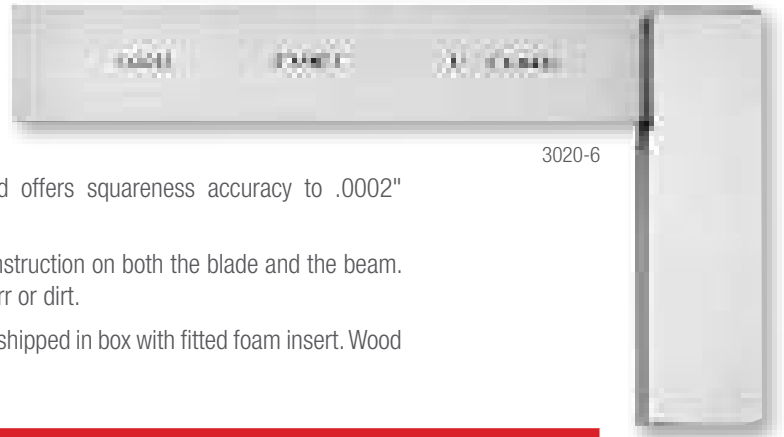 3020-6
d offers squareness accuracy to .0002"
nstruction on both the blade and the beam.
rr or dirt.
shipped in box with fitted foam insert. Wood